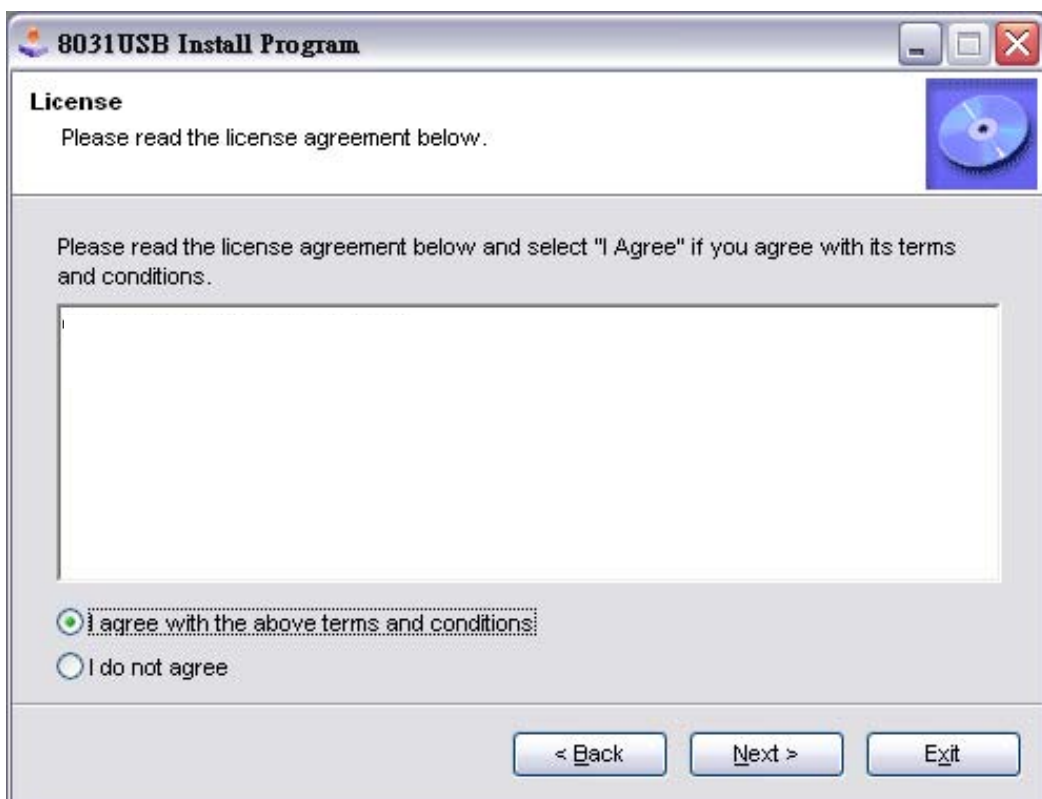 8031USB Install Program
License
Please read the license agreement below.
Please read the license agreement below and select "I Agree" if you agree with its terms
and conditions.
I agree with the above terms and conditions
I do not agree
< Back
Next >
Exit